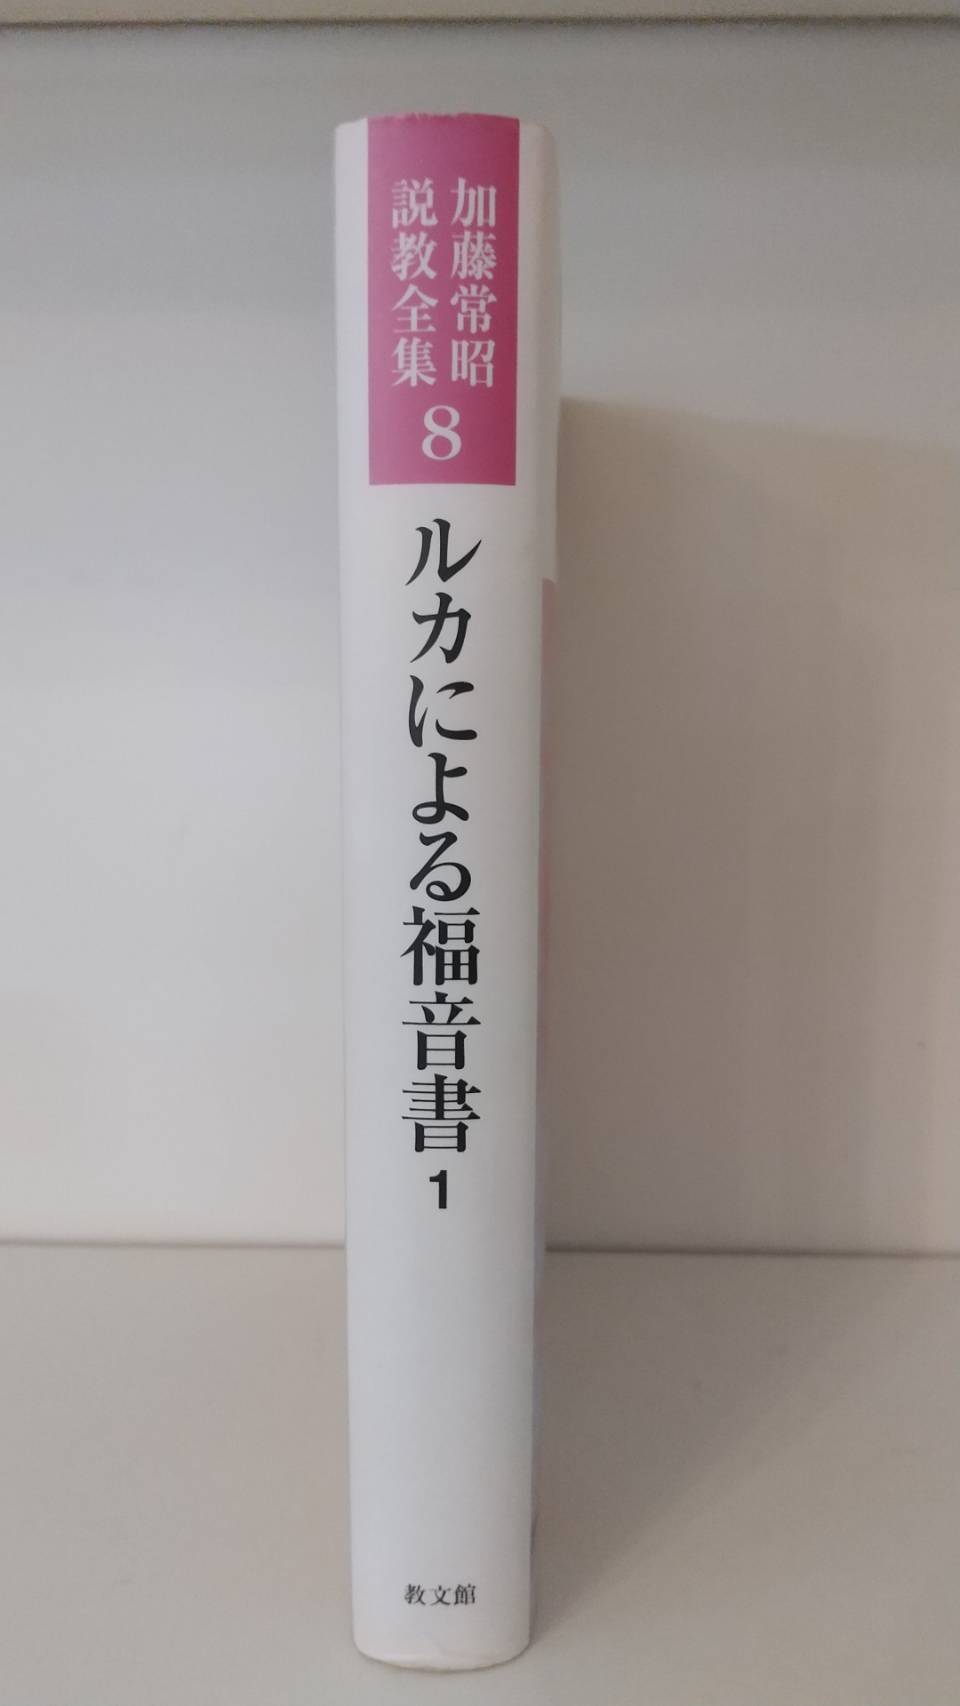 加藤常昭
説教全集
8
ルカによる福音書 1
教文館